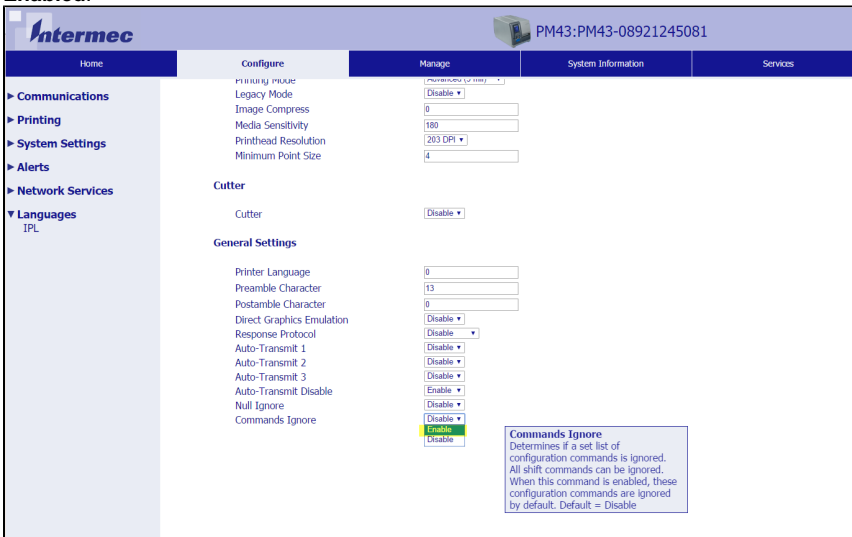 Enabled.
Intermec PM43:PM43-08921245081
Home Configure Manage System Information Services
Printing Mode Advanced (5 mil)
▶ Communications
Legacy Mode Disable
Image Compress 0
▶ Printing
Media Sensitivity 180
▶ System Settings
Printhead Resolution 203 DPI
Minimum Point Size 4
▶ Alerts
▶ Network Services
Cutter
▼ Languages
Cutter Disable
IPL
General Settings
Printer Language 0
Preamble Character 13
Postamble Character 0
Direct Graphics Emulation Disable
Response Protocol Disable
Auto-Transmit 1 Disable
Auto-Transmit 2 Disable
Auto-Transmit 3 Disable
Auto-Transmit Disable Enable
Null Ignore Disable
Commands Ignore Disable
Enable
Disable
Commands Ignore
Determines if a set list of
configuration commands is ignored.
All shift commands can be ignored.
When this command is enabled, these
configuration commands are ignored
by default. Default = Disable